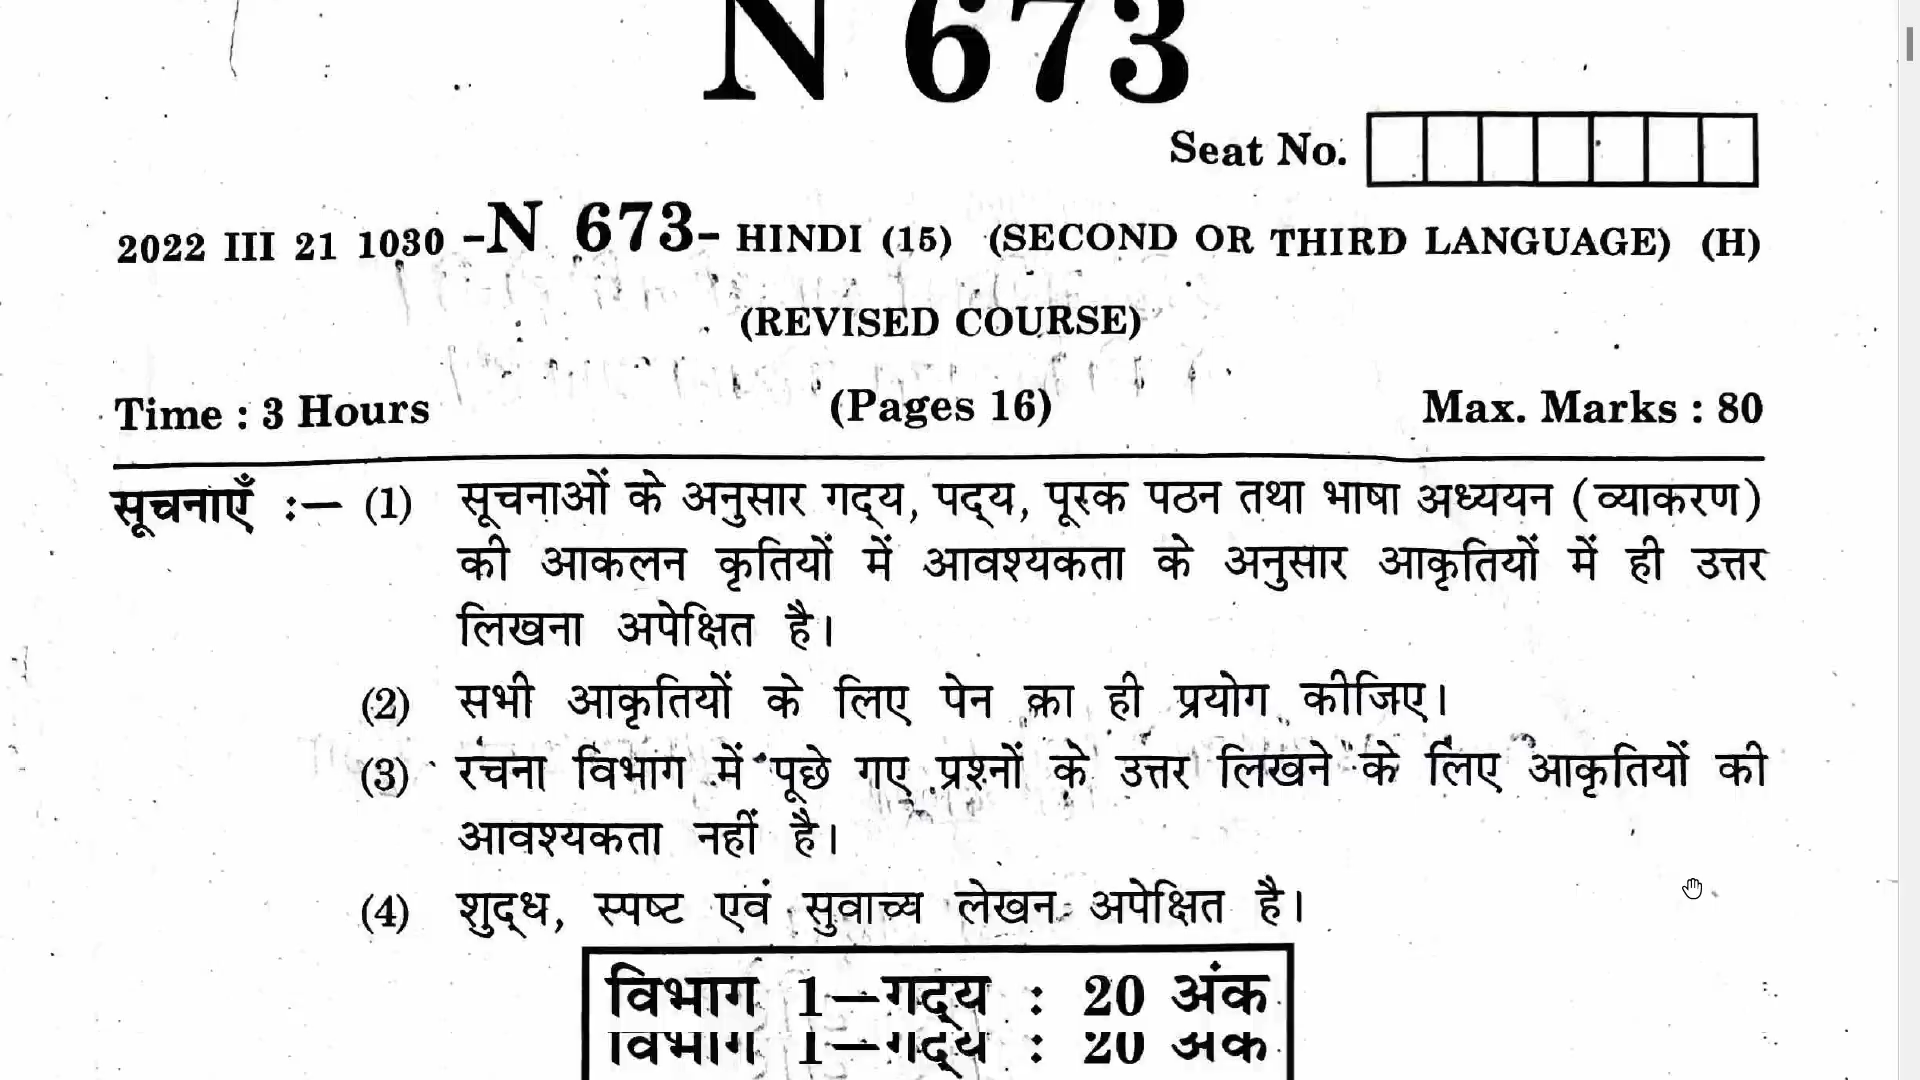 N 673
Seat No.
2022 III 21 1030 -N 673- HINDI (15) (SECOND OR THIRD LANGUAGE) (H)
(REVISED COURSE)
Time : 3 Hours (Pages 16) Max. Marks : 80
सूचनाएँ :— (1) सूचनाओं के अनुसार गद्‌य, पद्‌य, पूरक पठन तथा भाषा अध्ययन (व्याकरण)
की आकलन कृतियों में आवश्यकता के अनुसार आकृतियों में ही उत्तर
लिखना अपेक्षित है।
(2) सभी आकृतियों के लिए पेन का ही प्रयोग कीजिए।
(3) रचना विभाग में पूछे गए प्रश्नों के उत्तर लिखने के लिए आकृतियों की
आवश्यकता नहीं है।
(4) शुद्‌ध, स्पष्ट एवं सुवाच्य लेखन अपेक्षित है।
विभाग 1—गद्‌य : 20 अंक
विभाग 1—गद्‌य : 20 अंक